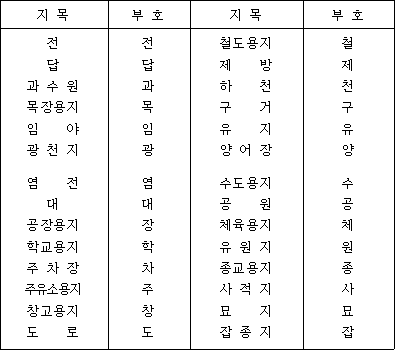 지 목 부 호 지 목 부 호
전 전 철도용지 철
답 답 제 방 제
과 수 원 과 하 천 천
목장용지 목 구 거 구
임 야 임 유 지 유
광 천 지 광 양 어 장 양
염 전 염 수도용지 수
대 대 공 원 공
공장용지 장 체육용지 체
학교용지 학 유 원 지 원
주 차 장 차 종교용지 종
주유소용지 주 사 적 지 사
창고용지 창 묘 지 묘
도 로 도 잡 종 지 잡